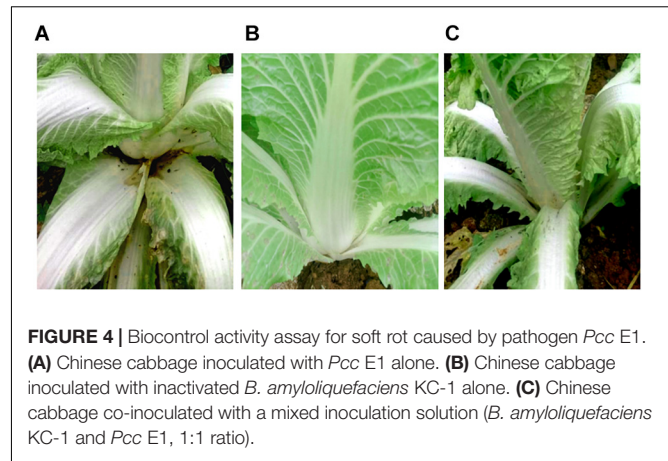 A B C
FIGURE 4 | Biocontrol activity assay for soft rot caused by pathogen Pcc E1.
(A) Chinese cabbage inoculated with Pcc E1 alone. (B) Chinese cabbage
inoculated with inactivated B. amyloliquefaciens KC-1 alone. (C) Chinese
cabbage co-inoculated with a mixed inoculation solution (B. amyloliquefaciens
KC-1 and Pcc E1, 1:1 ratio).